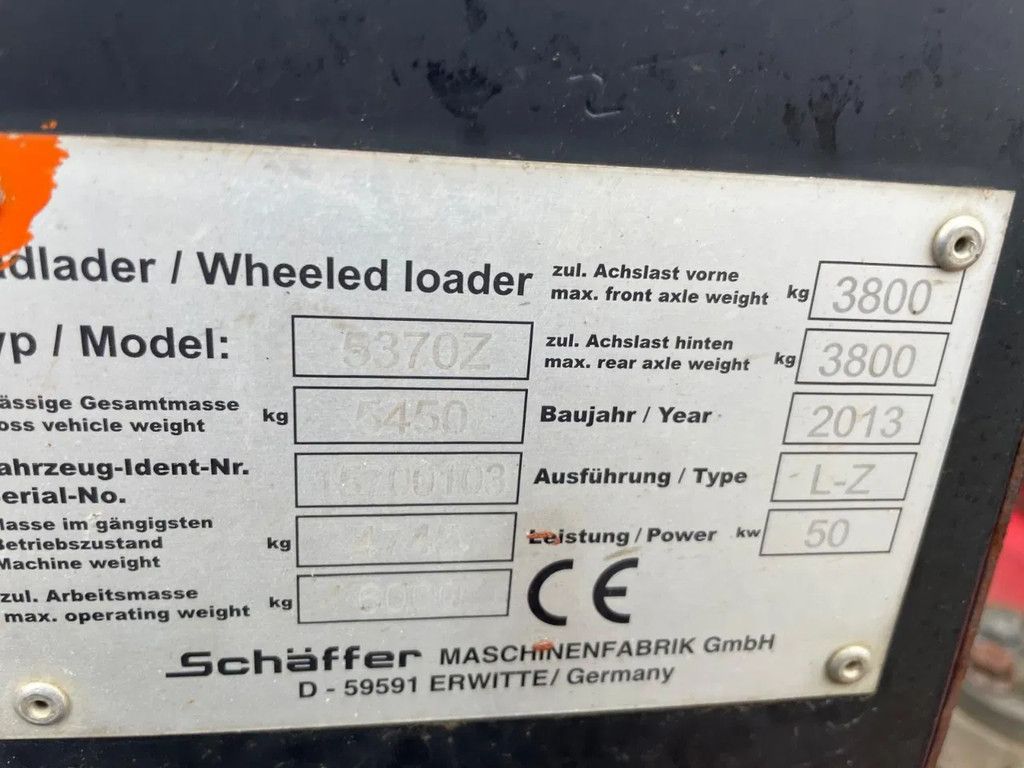 dlader / Wheeled loader
yp / Model: 5370Z
ässige Gesamtmasse
oss vehicle weight kg 5450
ahrzeug-Ident-Nr.
erial-No. 15700103
Masse im gängigsten
Betriebszustand
Machine weight kg
zul. Arbeitsmasse
max. operating weight kg
zul. Achslast vorne
max. front axle weight kg 3800
zul. Achslast hinten
max. rear axle weight kg 3800
Baujahr / Year 2013
Ausführung / Type L-Z
Leistung / Power kw 50
CE
Schäffer MASCHINENFABRIK GmbH
D - 59591 ERWITTE / Germany